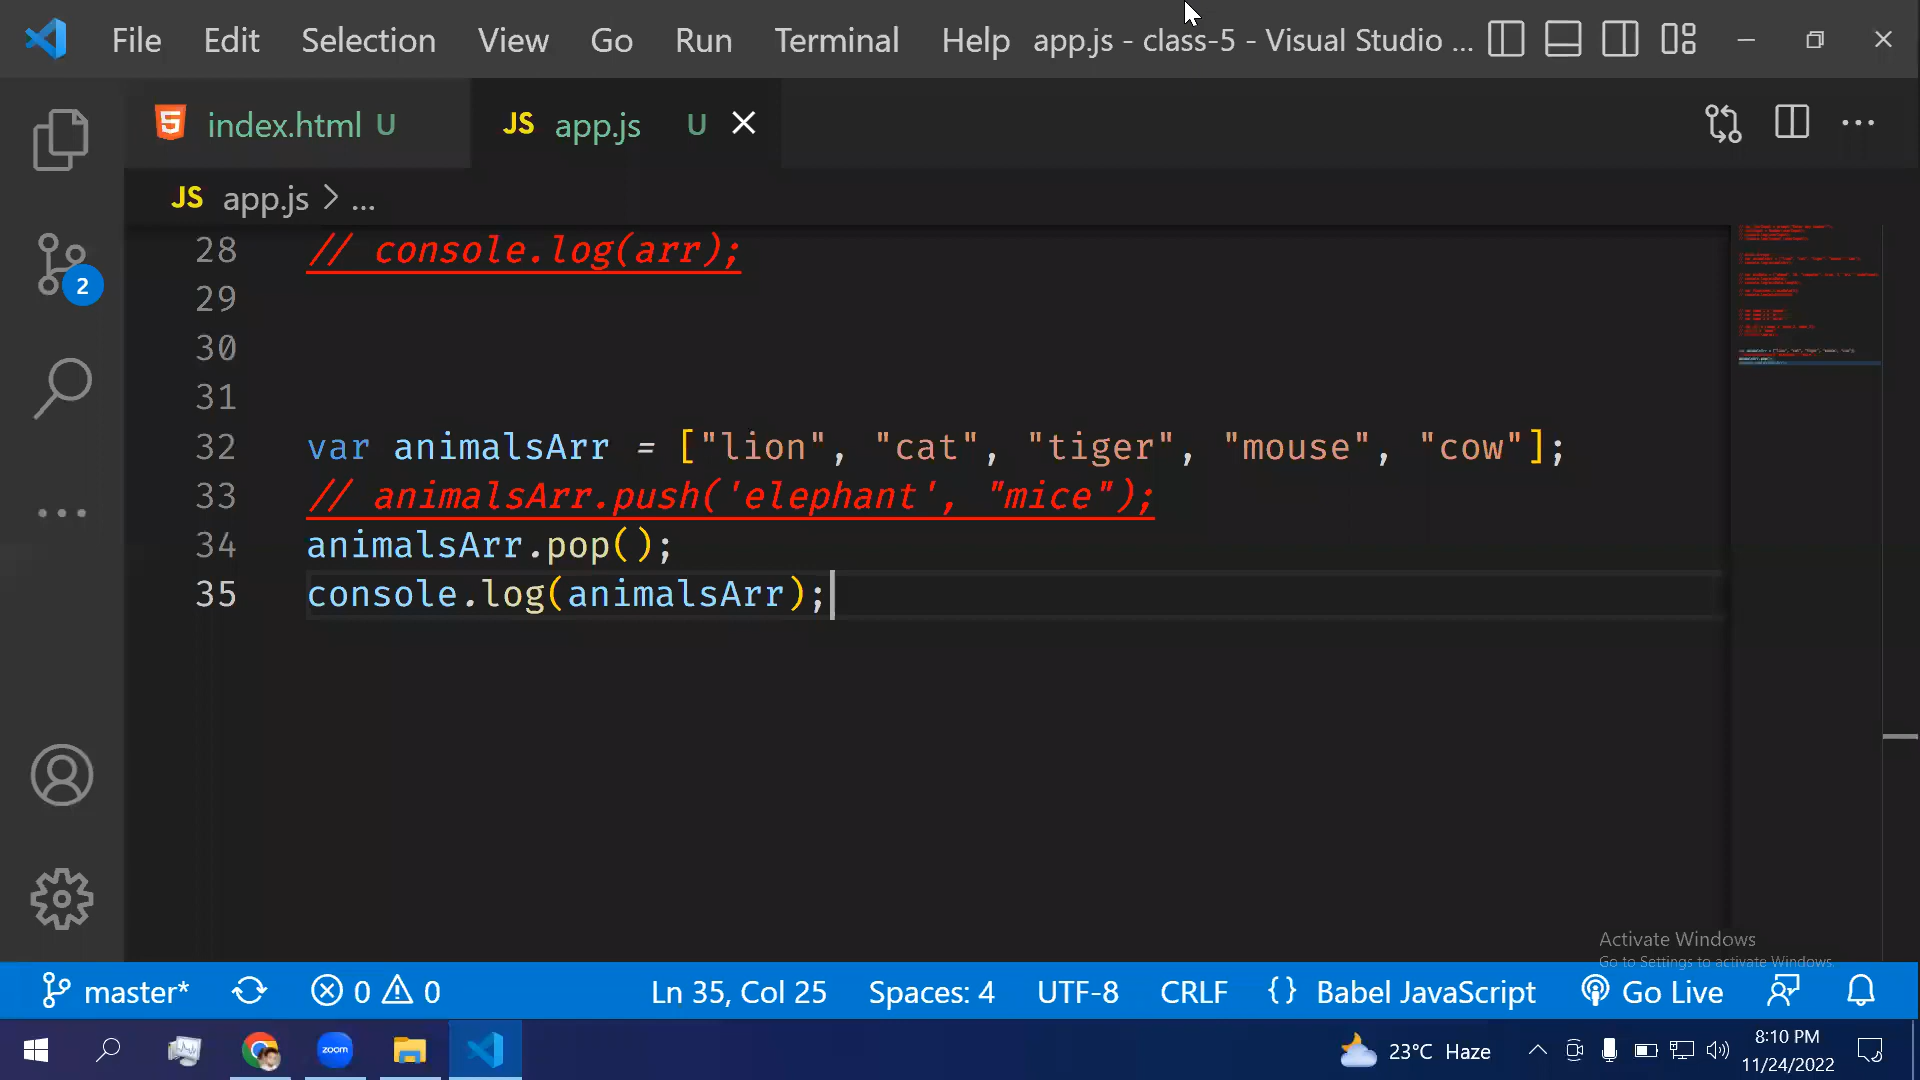 File Edit Selection View Go Run Terminal Help app.js - class-5 - Visual Studio ...
index.html U JS app.js U
JS app.js > ...
28 // console.log(arr);
29
30
31
32 var animalsArr = ["lion", "cat", "tiger", "mouse", "cow"];
33 // animalsArr.push('elephant', "mice");
34 animalsArr.pop();
35 console.log(animalsArr);
2
Activate Windows
Go to Settings to activate Windows.
master* 0 0 Ln 35, Col 25 Spaces: 4 UTF-8 CRLF {} Babel JavaScript Go Live
zoom 23°C Haze 8:10 PM
11/24/2022